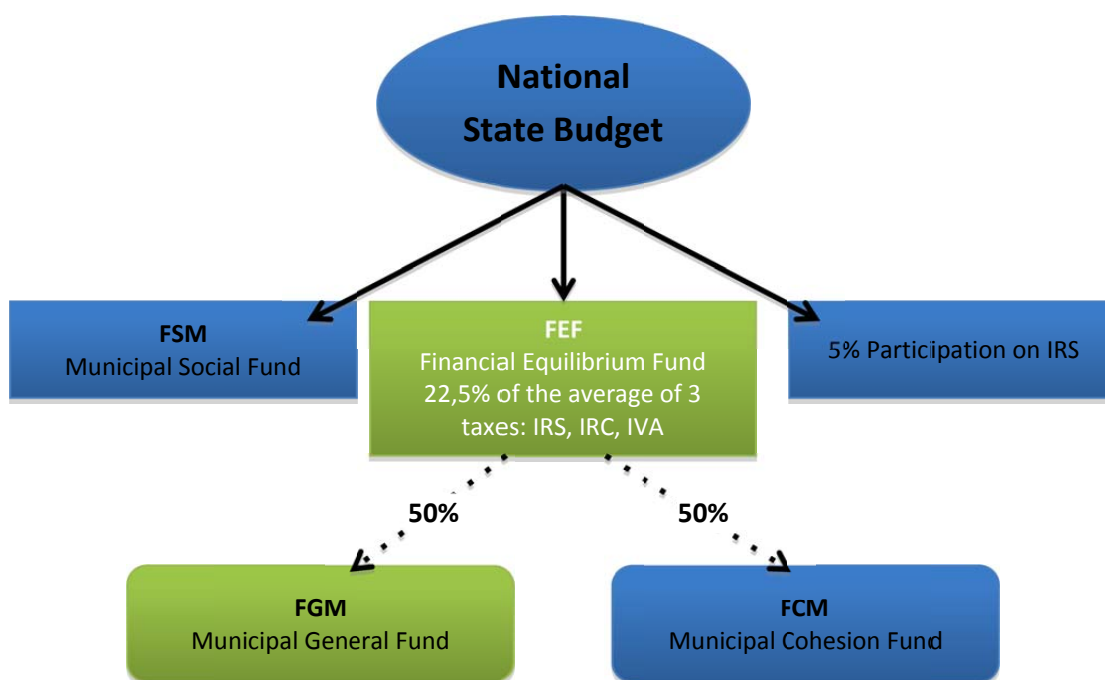 National
State Budget
FSM
Municipal Social Fund
FEF
Financial Equilibrium Fund
22,5% of the average of 3
taxes: IRS, IRC, IVA
5% Participation on IRS
50%
50%
FGM
Municipal General Fund
FCM
Municipal Cohesion Fund